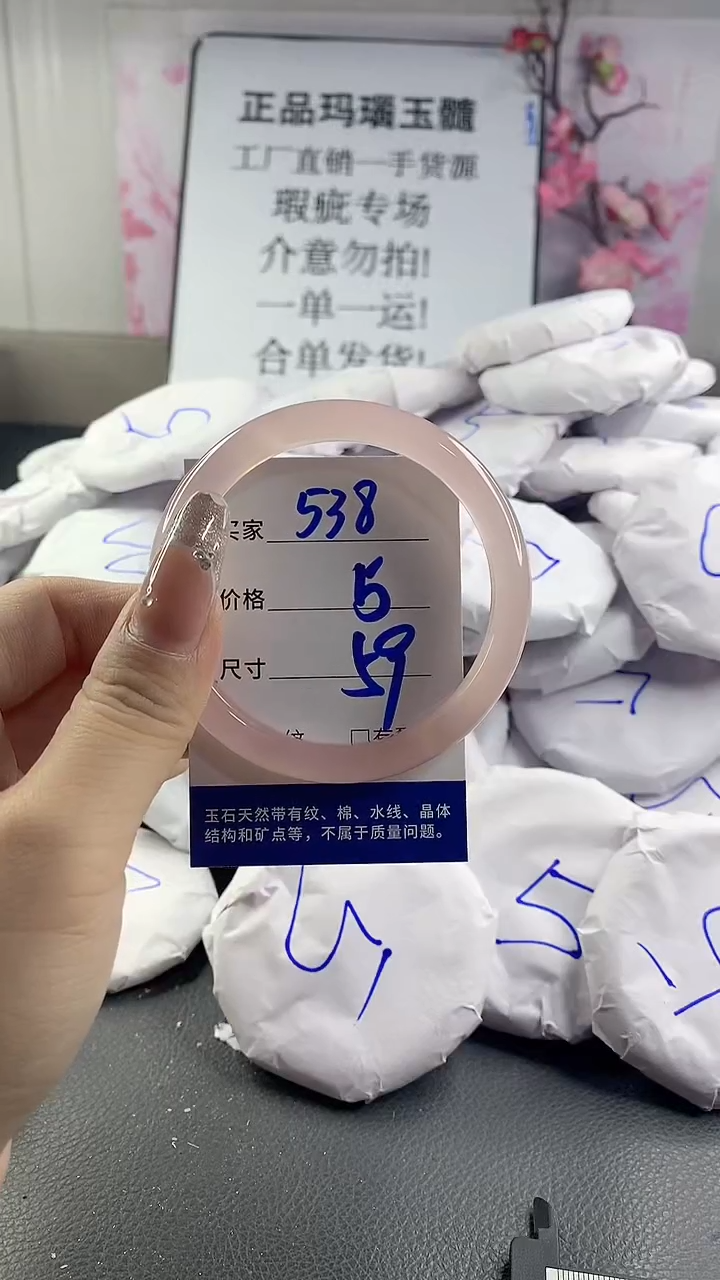 正品玛瑙玉髓
工厂直销一手货源
瑕疵专场
介意勿拍!
一单一运!
合单发货!
买家 538
价格 5
尺寸 59
玉石天然带有纹、棉、水线、晶体
结构和矿点等，不属于质量问题。
5
5